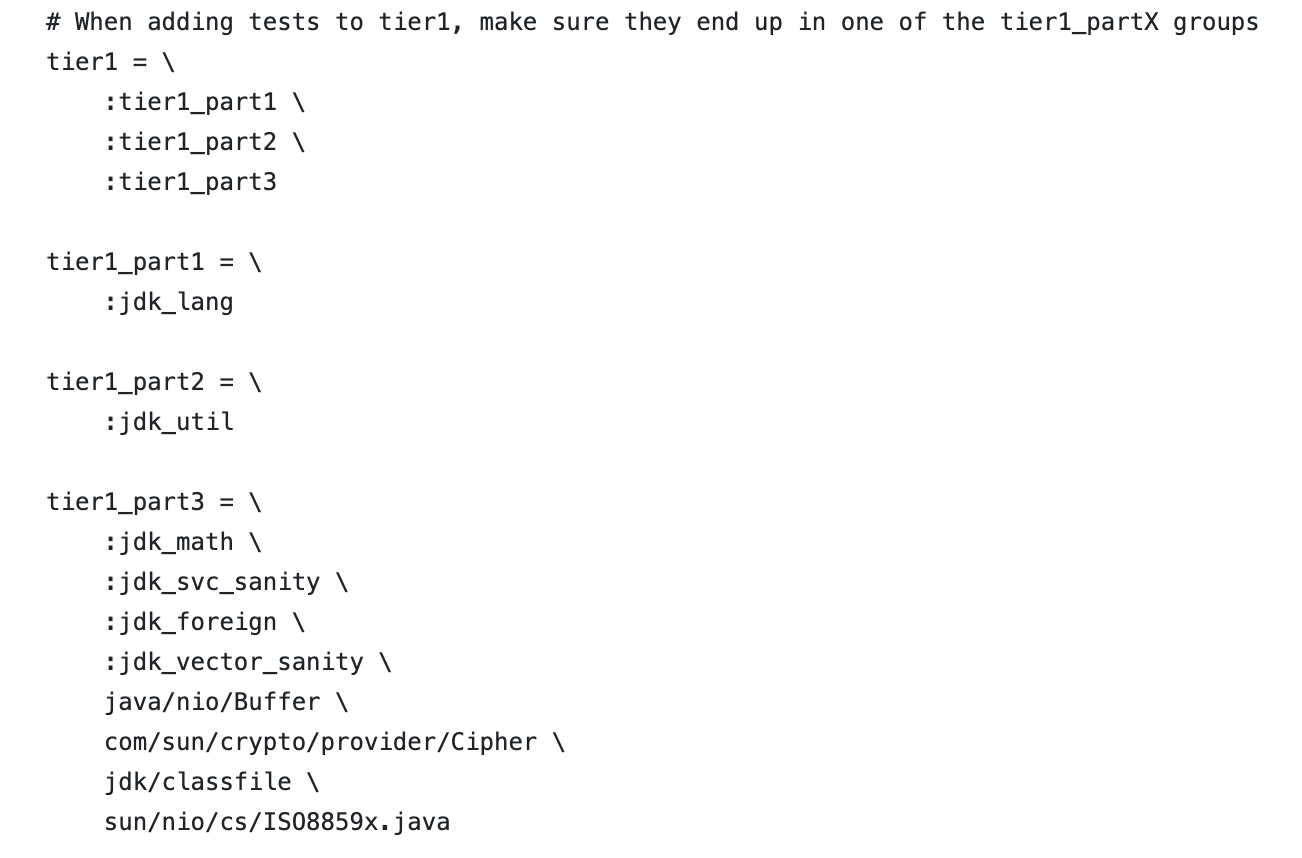 # When adding tests to tier1, make sure they end up in one of the tier1_partX groups
tier1 = \
    :tier1_part1 \
    :tier1_part2 \
    :tier1_part3

tier1_part1 = \
    :jdk_lang

tier1_part2 = \
    :jdk_util

tier1_part3 = \
    :jdk_math \
    :jdk_svc_sanity \
    :jdk_foreign \
    :jdk_vector_sanity \
    java/nio/Buffer \
    com/sun/crypto/provider/Cipher \
    jdk/classfile \
    sun/nio/cs/ISO8859x.java